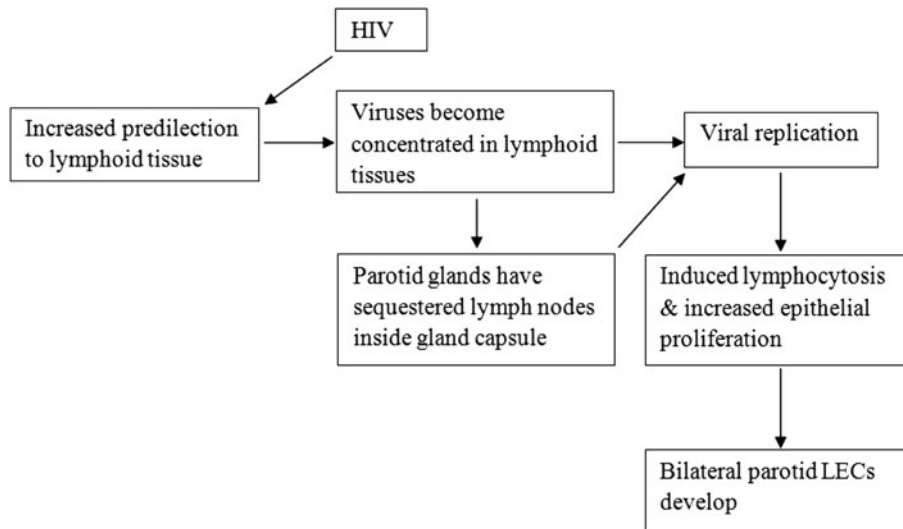 HIV
Increased predilection
to lymphoid tissue
Viruses become
concentrated in lymphoid
tissues
Viral replication
Parotid glands have
sequestered lymph nodes
inside gland capsule
Induced lymphocytosis
& increased epithelial
proliferation
Bilateral parotid LECs
develop